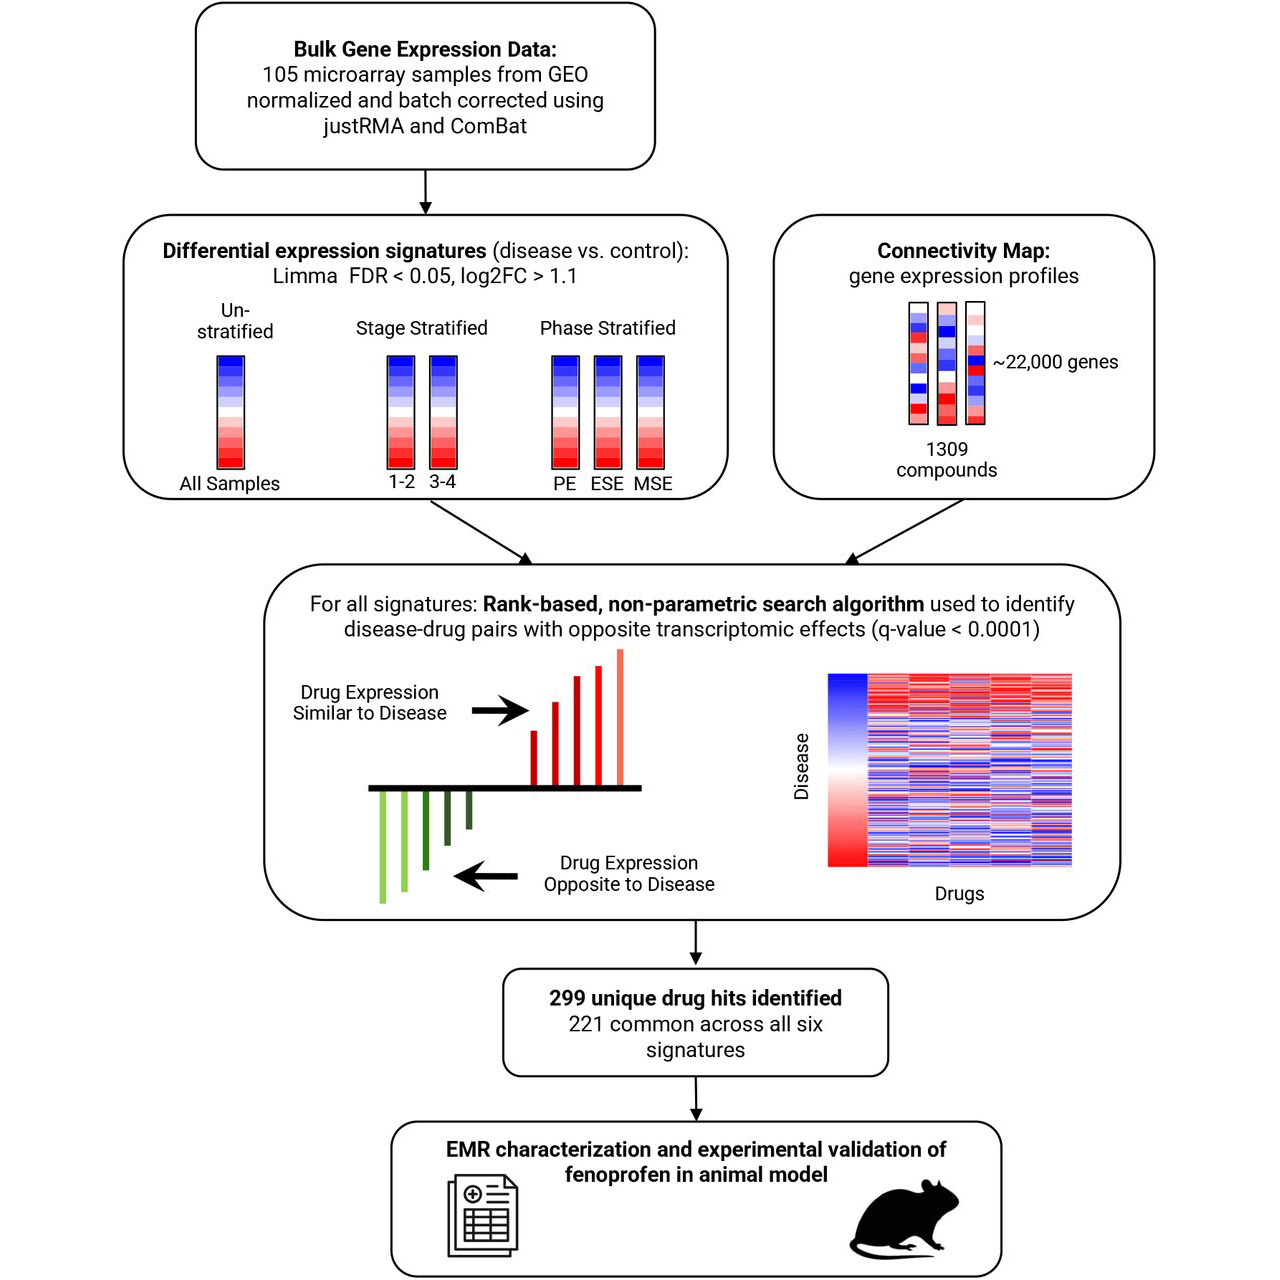 Bulk Gene Expression Data:
105 microarray samples from GEO
normalized and batch corrected using
justRMA and ComBat
Differential expression signatures (disease vs. control):
Limma FDR < 0.05, log2FC > 1.1
Un-
stratified
Stage Stratified
Phase Stratified
All Samples
1-2
3-4
PE
ESE
MSE
Connectivity Map:
gene expression profiles
~22,000 genes
1309
compounds
For all signatures: Rank-based, non-parametric search algorithm used to identify
disease-drug pairs with opposite transcriptomic effects (q-value < 0.0001)
Drug Expression
Similar to Disease
Drug Expression
Opposite to Disease
Disease
Drugs
299 unique drug hits identified
221 common across all six
signatures
EMR characterization and experimental validation of
fenoprofen in animal model